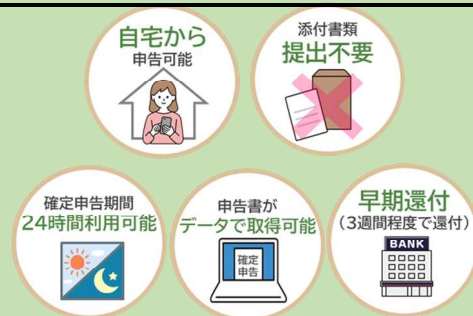 自宅から
申告可能
添付書類
提出不要
確定申告期間
24時間利用可能
申告書が
データで取得可能
確定
申告
早期還付
(3週間程度で還付)
BANK